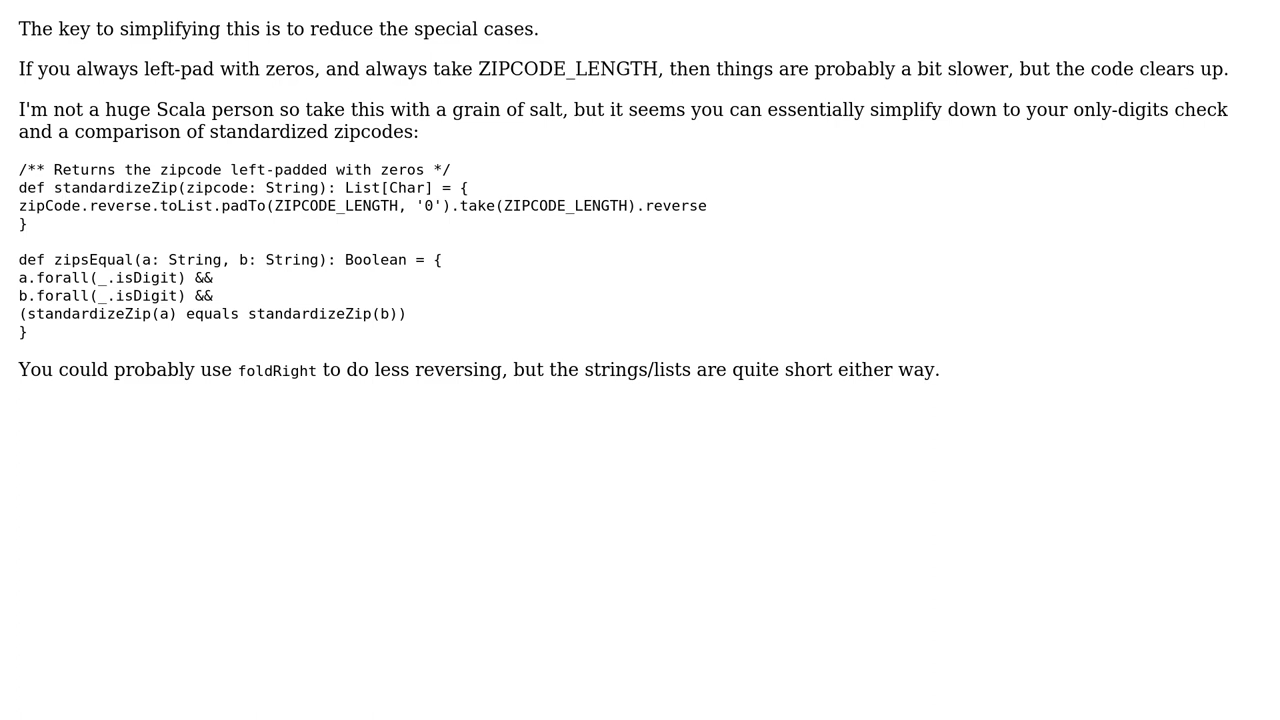 The key to simplifying this is to reduce the special cases.
If you always left-pad with zeros, and always take ZIPCODE_LENGTH, then things are probably a bit slower, but the code clears up.
I'm not a huge Scala person so take this with a grain of salt, but it seems you can essentially simplify down to your only-digits check
and a comparison of standardized zipcodes:
/** Returns the zipcode left-padded with zeros */
def standardizeZip(zipcode: String): List[Char] = {
zipCode.reverse.toList.padTo(ZIPCODE_LENGTH, '0').take(ZIPCODE_LENGTH).reverse
}
def zipsEqual(a: String, b: String): Boolean = {
a.forall(_.isDigit) &&
b.forall(_.isDigit) &&
(standardizeZip(a) equals standardizeZip(b))
}
You could probably use foldRight to do less reversing, but the strings/lists are quite short either way.